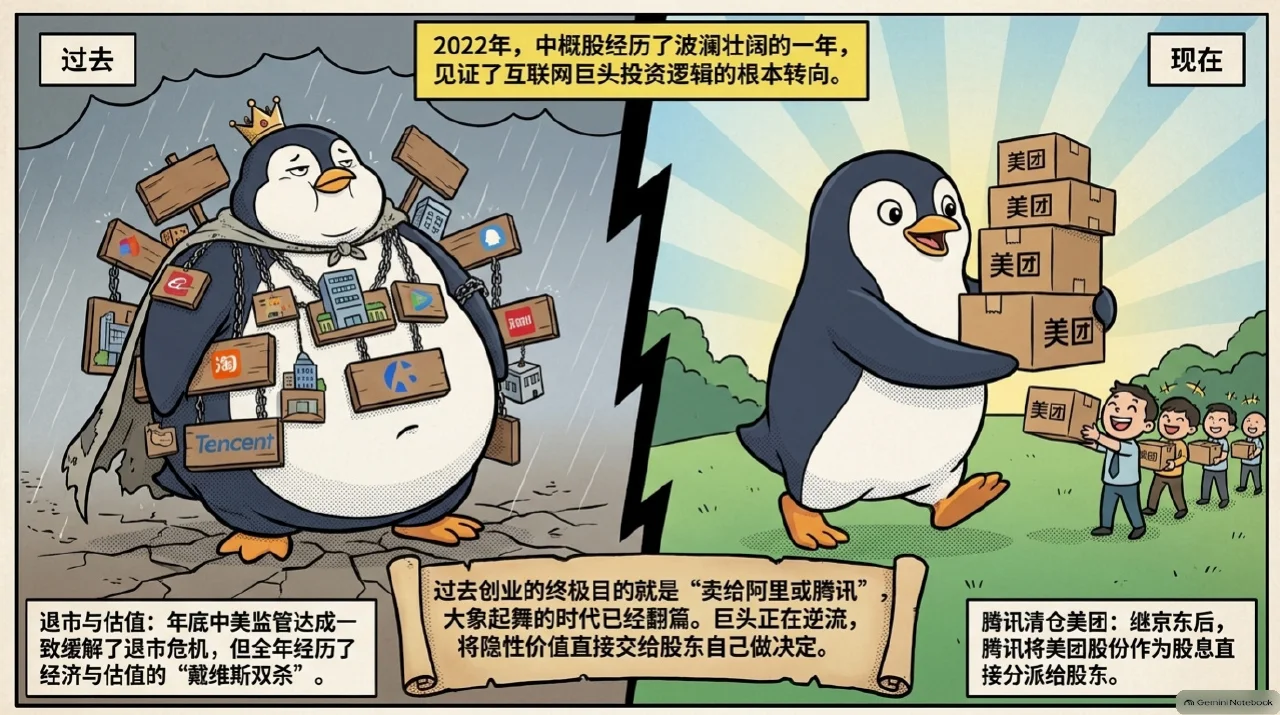 过去
2022年，中概股经历了波澜壮阔的一年，
见证了互联网巨头投资逻辑的根本转向。
现在
淘
Tencent
美团
美团
美团
美团
美团
美团
过去创业的终极目的就是“卖给阿里或腾讯”，
大象起舞的时代已经翻篇。巨头正在逆流，
将隐性价值直接交给股东自己做决定。
退市与估值：年底中美监管达成一
致缓解了退市危机，但全年经历了
经济与估值的“戴维斯双杀”。
腾讯清仓美团：继京东后，
腾讯将美团股份作为股息直
接分派给股东。
Gemini Notebook